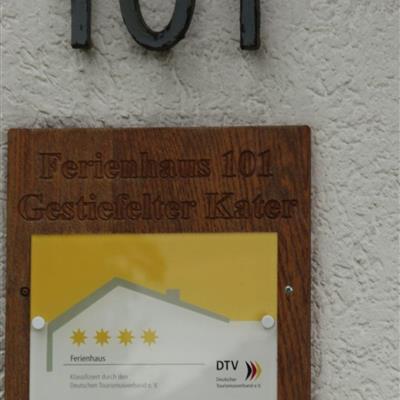 101
Ferienhaus 101
Gestiefelter Kater
Ferienhaus
Klassifiziert durch den
Deutschen Tourismusverband e. V.
DTV
Deutscher
Tourismusverband e.V.